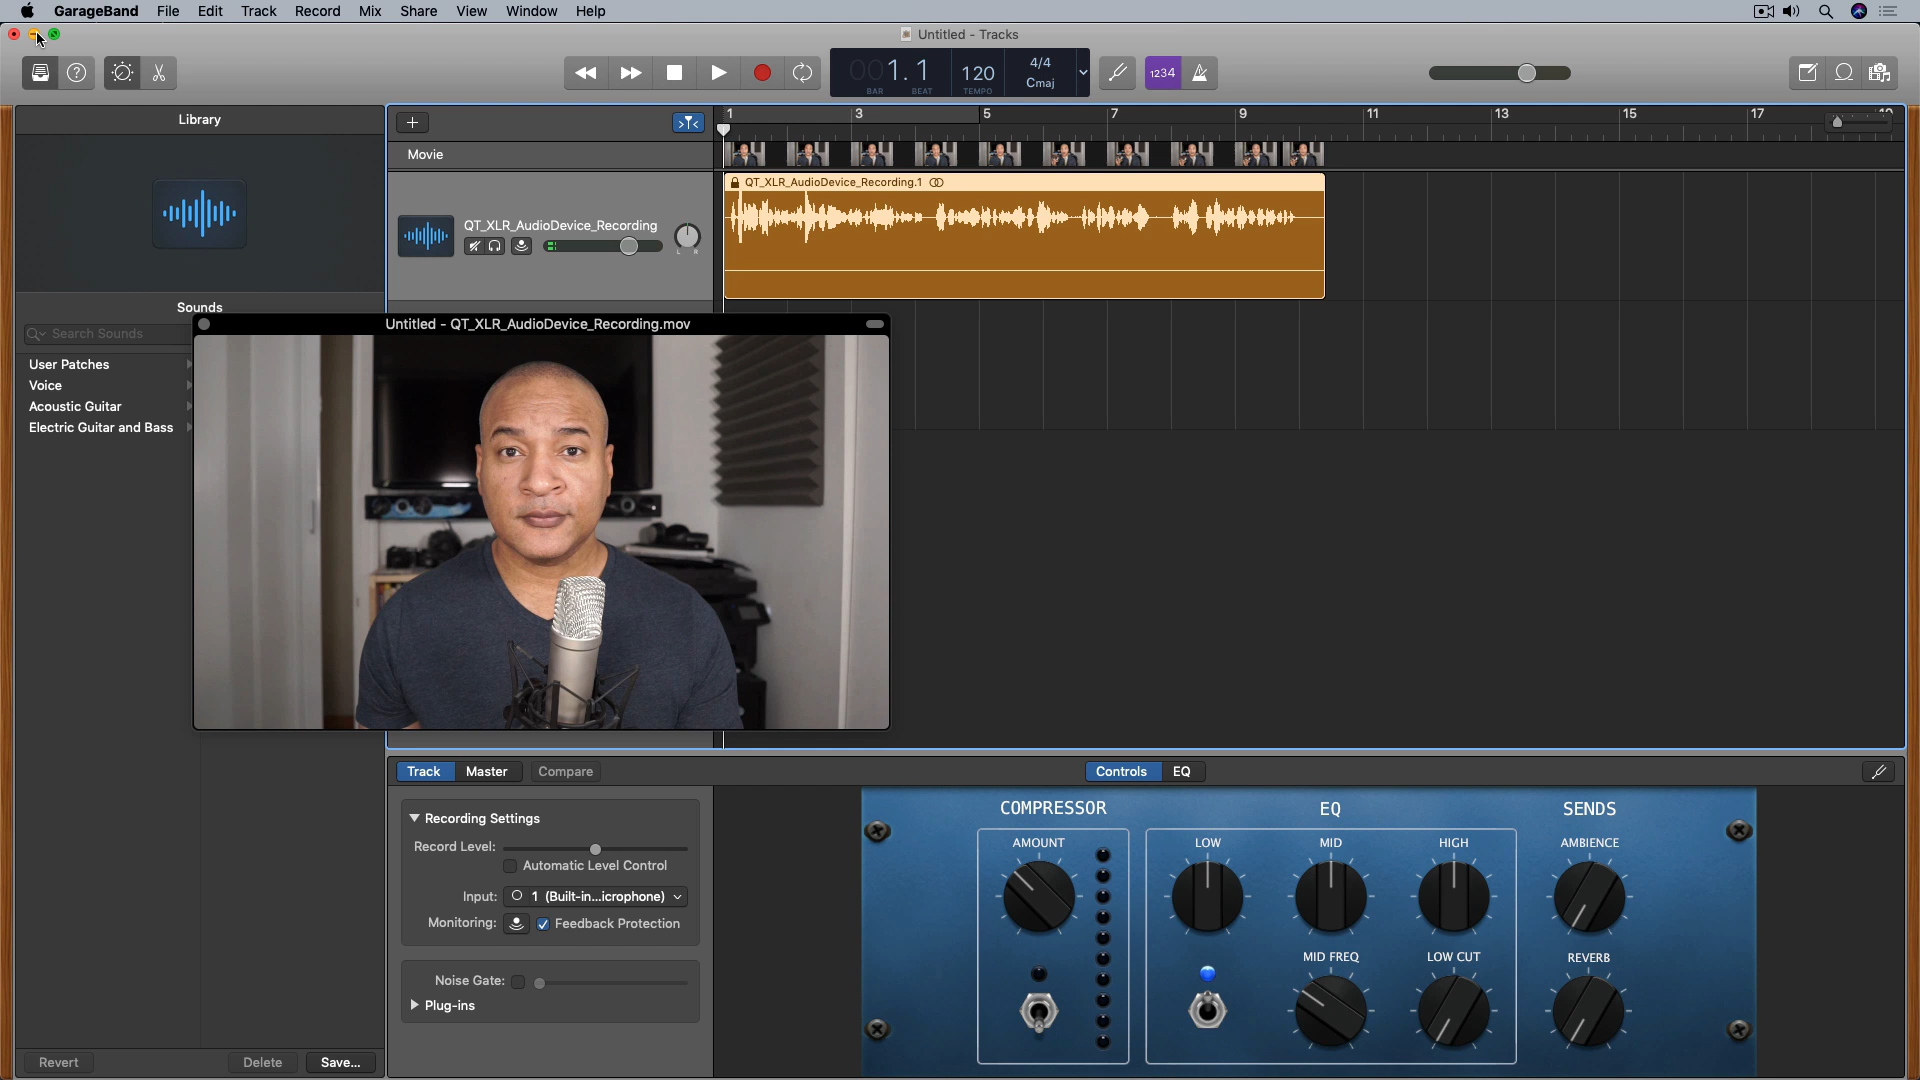 GarageBand File Edit Track Record Mix Share View Window Help
Untitled - Tracks
001. 1
BAR BEAT
120
TEMPO
4/4
Cmaj
1234
Library
1 3 5 7 9 11 13 15 17
Movie
QT_XLR_AudioDevice_Recording.1
QT_XLR_AudioDevice_Recording
L R
Sounds
Search Sounds
Untitled - QT_XLR_AudioDevice_Recording.mov
User Patches
Voice
Acoustic Guitar
Electric Guitar and Bass
Track Master Compare
Controls EQ
Recording Settings
Record Level:
Automatic Level Control
Input: 1 (Built-in...icrophone)
Monitoring: Feedback Protection
Noise Gate:
Plug-ins
COMPRESSOR EQ SENDS
AMOUNT LOW MID HIGH AMBIENCE
MID FREQ LOW CUT REVERB
Revert Delete Save...